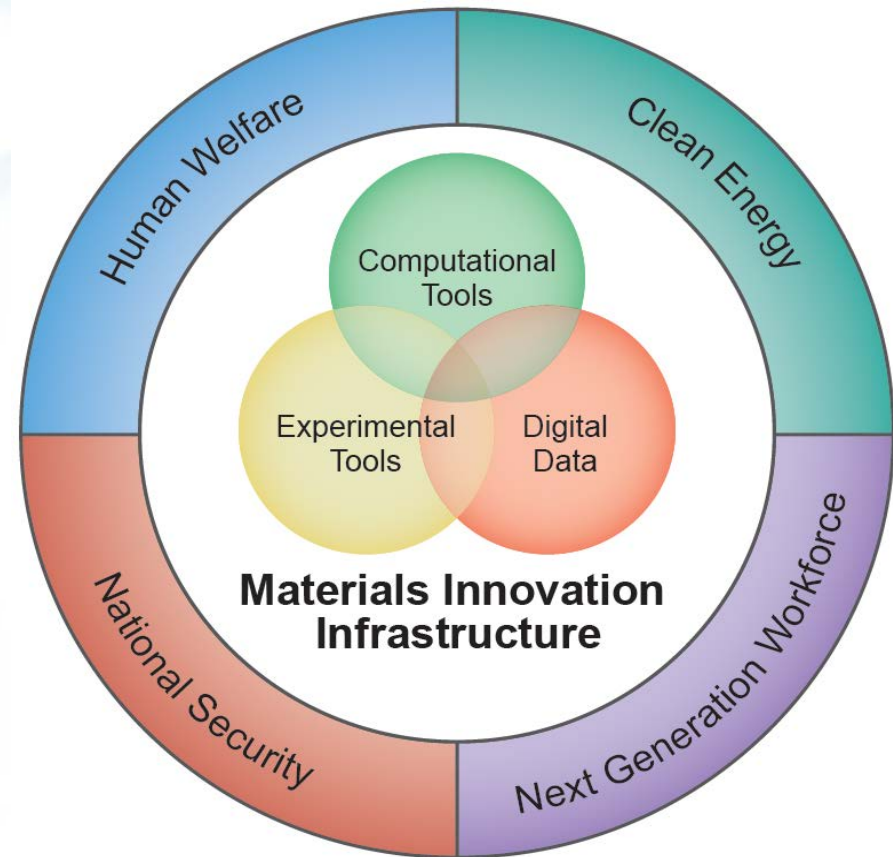 Human Welfare
Clean Energy
Computational
Tools
Experimental
Tools
Digital
Data
Materials Innovation
Infrastructure
National Security
Next Generation Workforce